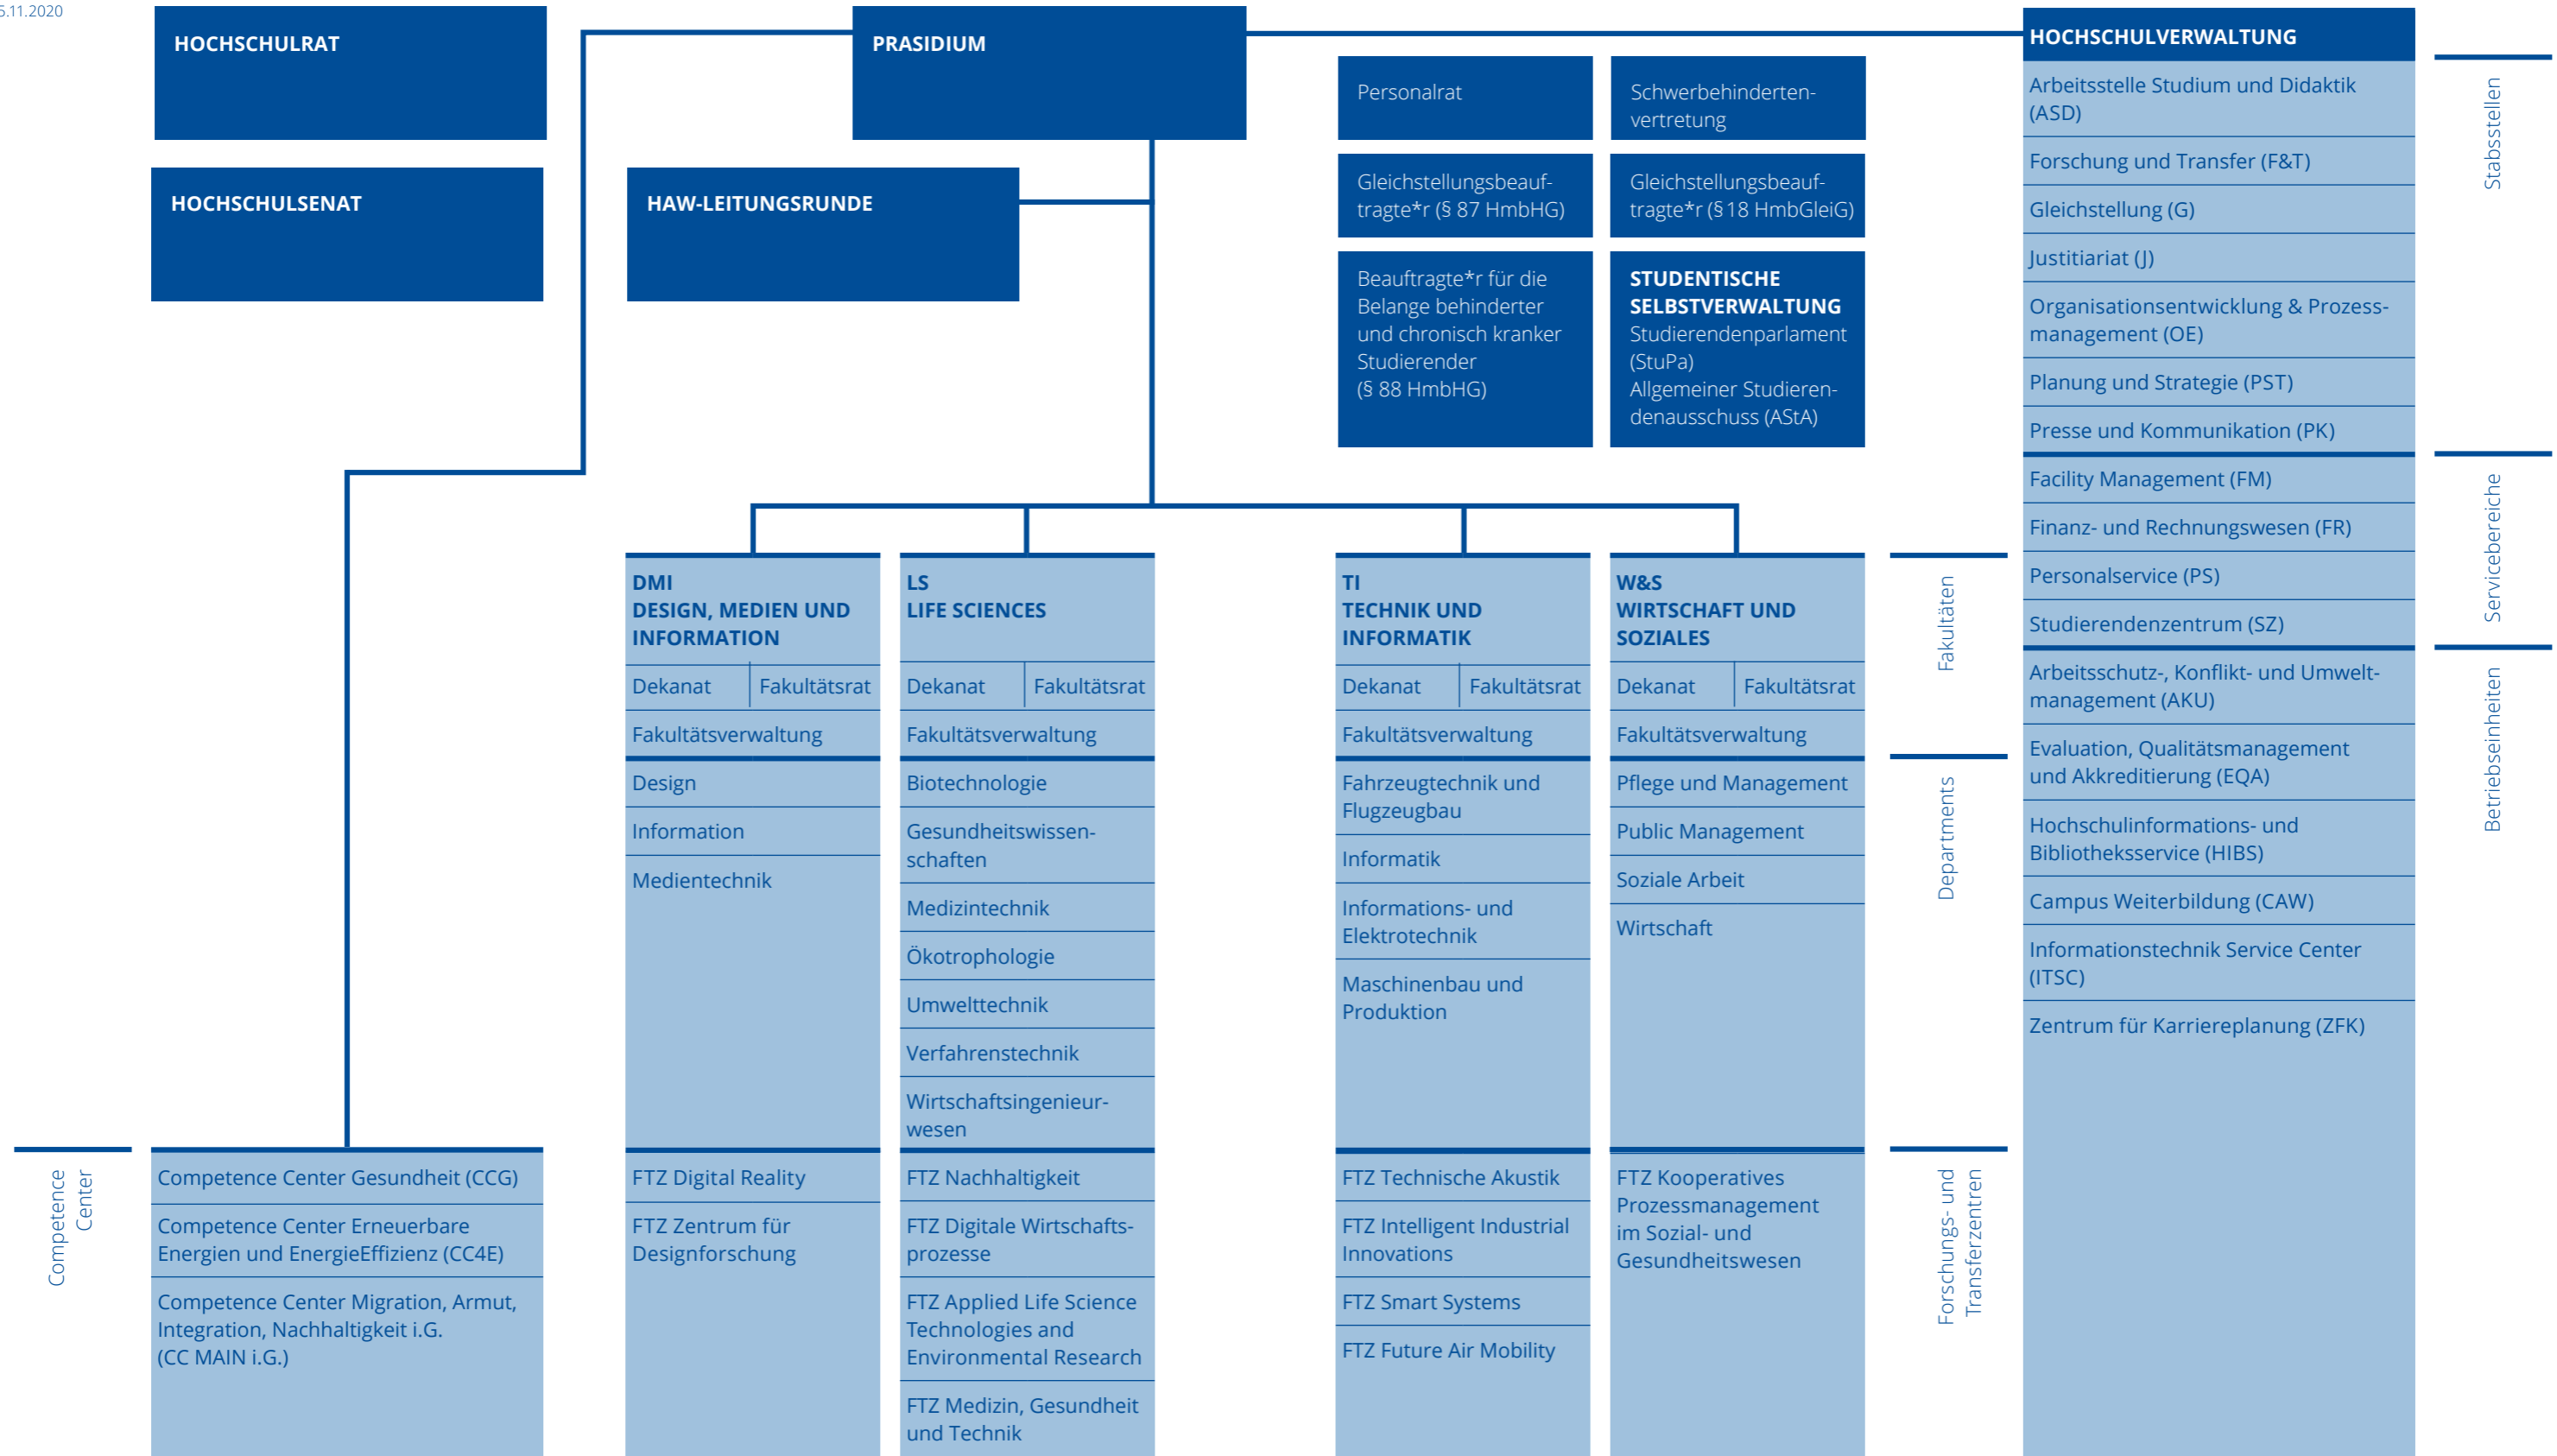 5.11.2020
HOCHSCHULRAT
PRASIDIUM
HOCHSCHULSENAT
HAW-LEITUNGSRUNDE
Personalrat
Schwerbehinderten-
vertretung
Gleichstellungsbeauf-
tragte*r (§ 87 HmbHG)
Gleichstellungsbeauf-
tragte*r (§ 18 HmbGleiG)
Beauftragte*r für die
Belange behinderter
und chronisch kranker
Studierender
(§ 88 HmbHG)
STUDENTISCHE
SELBSTVERWALTUNG
Studierendenparlament
(StuPa)
Allgemeiner Studieren-
denausschuss (AStA)
HOCHSCHULVERWALTUNG
Stabsstellen
Arbeitsstelle Studium und Didaktik
(ASD)
Forschung und Transfer (F&T)
Gleichstellung (G)
Justitiariat (J)
Organisationsentwicklung & Prozess-
management (OE)
Planung und Strategie (PST)
Presse und Kommunikation (PK)
Servicebereiche
Facility Management (FM)
Finanz- und Rechnungswesen (FR)
Personalservice (PS)
Studierendenzentrum (SZ)
Betriebseinheiten
Arbeitsschutz-, Konflikt- und Umwelt-
management (AKU)
Evaluation, Qualitätsmanagement
und Akkreditierung (EQA)
Hochschulinformations- und
Bibliotheksservice (HIBS)
Campus Weiterbildung (CAW)
Informationstechnik Service Center
(ITSC)
Zentrum für Karriereplanung (ZFK)
Competence
Center
Competence Center Gesundheit (CCG)
Competence Center Erneuerbare
Energien und EnergieEffizienz (CC4E)
Competence Center Migration, Armut,
Integration, Nachhaltigkeit i.G.
(CC MAIN i.G.)
DMI
DESIGN, MEDIEN UND
INFORMATION
Dekanat
Fakultätsrat
Fakultätsverwaltung
Design
Information
Medientechnik
FTZ Digital Reality
FTZ Zentrum für
Designforschung
LS
LIFE SCIENCES
Dekanat
Fakultätsrat
Fakultätsverwaltung
Biotechnologie
Gesundheitswissen-
schaften
Medizintechnik
Ökotrophologie
Umwelttechnik
Verfahrenstechnik
Wirtschaftsingenieur-
wesen
FTZ Nachhaltigkeit
FTZ Digitale Wirtschafts-
prozesse
FTZ Applied Life Science
Technologies and
Environmental Research
FTZ Medizin, Gesundheit
und Technik
TI
TECHNIK UND
INFORMATIK
Dekanat
Fakultätsrat
Fakultätsverwaltung
Fahrzeugtechnik und
Flugzeugbau
Informatik
Informations- und
Elektrotechnik
Maschinenbau und
Produktion
FTZ Technische Akustik
FTZ Intelligent Industrial
Innovations
FTZ Smart Systems
FTZ Future Air Mobility
W&S
WIRTSCHAFT UND
SOZIALES
Dekanat
Fakultätsrat
Fakultätsverwaltung
Pflege und Management
Public Management
Soziale Arbeit
Wirtschaft
FTZ Kooperatives
Prozessmanagement
im Sozial- und
Gesundheitswesen
Fakultäten
Departments
Forschungs- und
Transferzentren